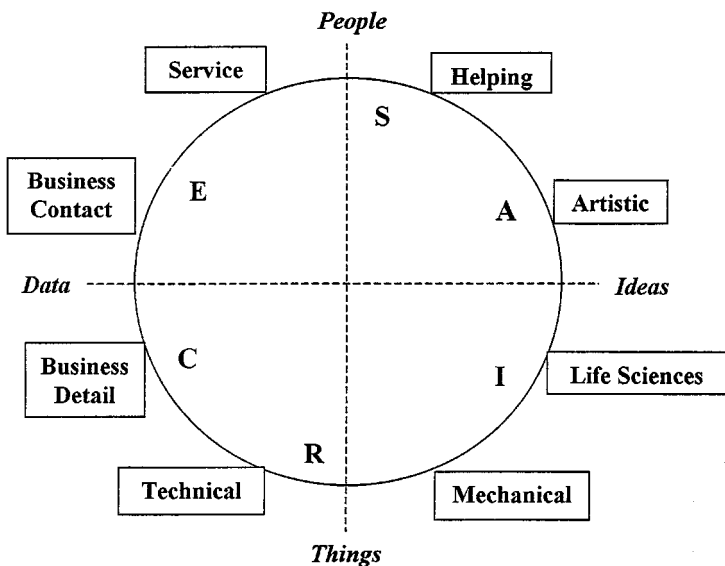 People
Service
Helping
S
Business
Contact
E
A
Artistic
Data
Ideas
Business
Detail
C
I
Life Sciences
R
Technical
Mechanical
Things